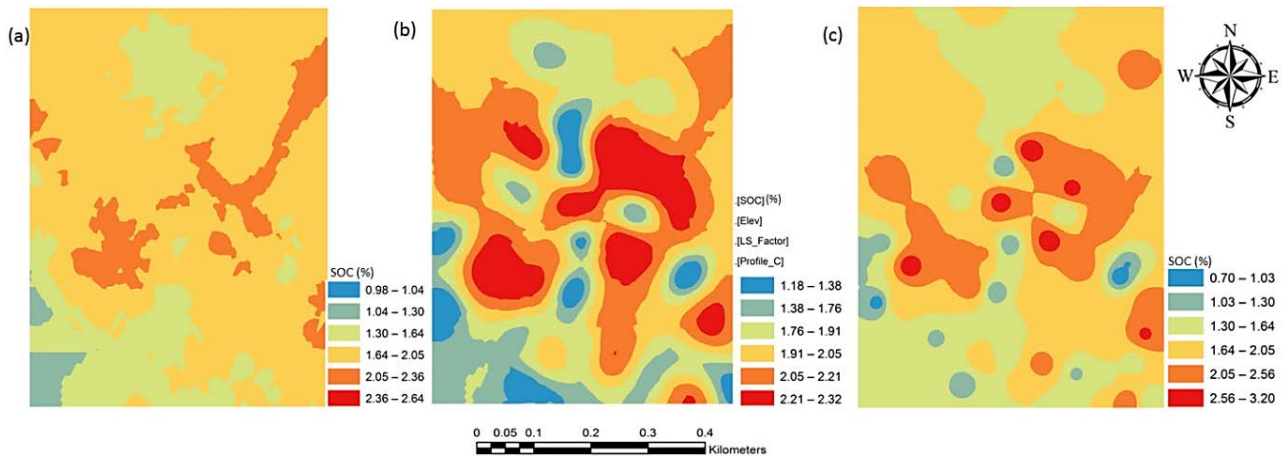 (a)
SOC (%)
0.98 – 1.04
1.04 – 1.30
1.30 – 1.64
1.64 – 2.05
2.05 – 2.36
2.36 – 2.64
(b)
.[SOC] (%)
.[Elev]
.[LS_Factor]
.[Profile_C]
1.18 – 1.38
1.38 – 1.76
1.76 – 1.91
1.91 – 2.05
2.05 – 2.21
2.21 – 2.32
(c)
SOC (%)
0.70 – 1.03
1.03 – 1.30
1.30 – 1.64
1.64 – 2.05
2.05 – 2.56
2.56 – 3.20
N
W E
S
0 0.05 0.1 0.2 0.3 0.4
Kilometers